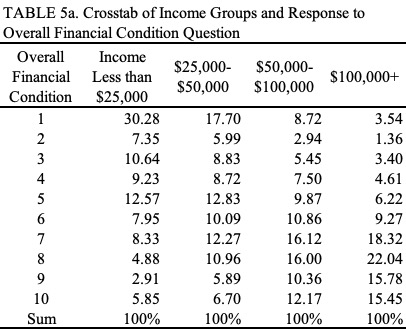 TABLE 5a. Crosstab of Income Groups and Response to
Overall Financial Condition Question
Overall Financial Condition Income Less than $25,000 $25,000-$50,000 $50,000-$100,000 $100,000+
1 30.28 17.70 8.72 3.54
2 7.35 5.99 2.94 1.36
3 10.64 8.83 5.45 3.40
4 9.23 8.72 7.50 4.61
5 12.57 12.83 9.87 6.22
6 7.95 10.09 10.86 9.27
7 8.33 12.27 16.12 18.32
8 4.88 10.96 16.00 22.04
9 2.91 5.89 10.36 15.78
10 5.85 6.70 12.17 15.45
Sum 100% 100% 100% 100%